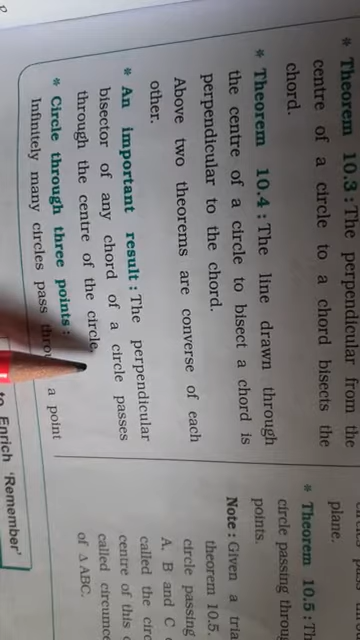 * Theorem 10.3 : The perpendicular from the
centre of a circle to a chord bisects the
chord.
* Theorem 10.4 : The line drawn through
the centre of a circle to bisect a chord is
perpendicular to the chord.
Above two theorems are converse of each
other.
* An important result : The perpendicular
bisector of any chord of a circle passes
through the centre of the circle.
* Circle through three points :
Infinitely many circles pass a point
plane.
* Theorem 10.5 :
circle passing
points.
Note : Given a
theorem 10.5
circle passing
A, B and C
called the
centre of this
called
of Δ ABC.
to Enrich 'Remember'